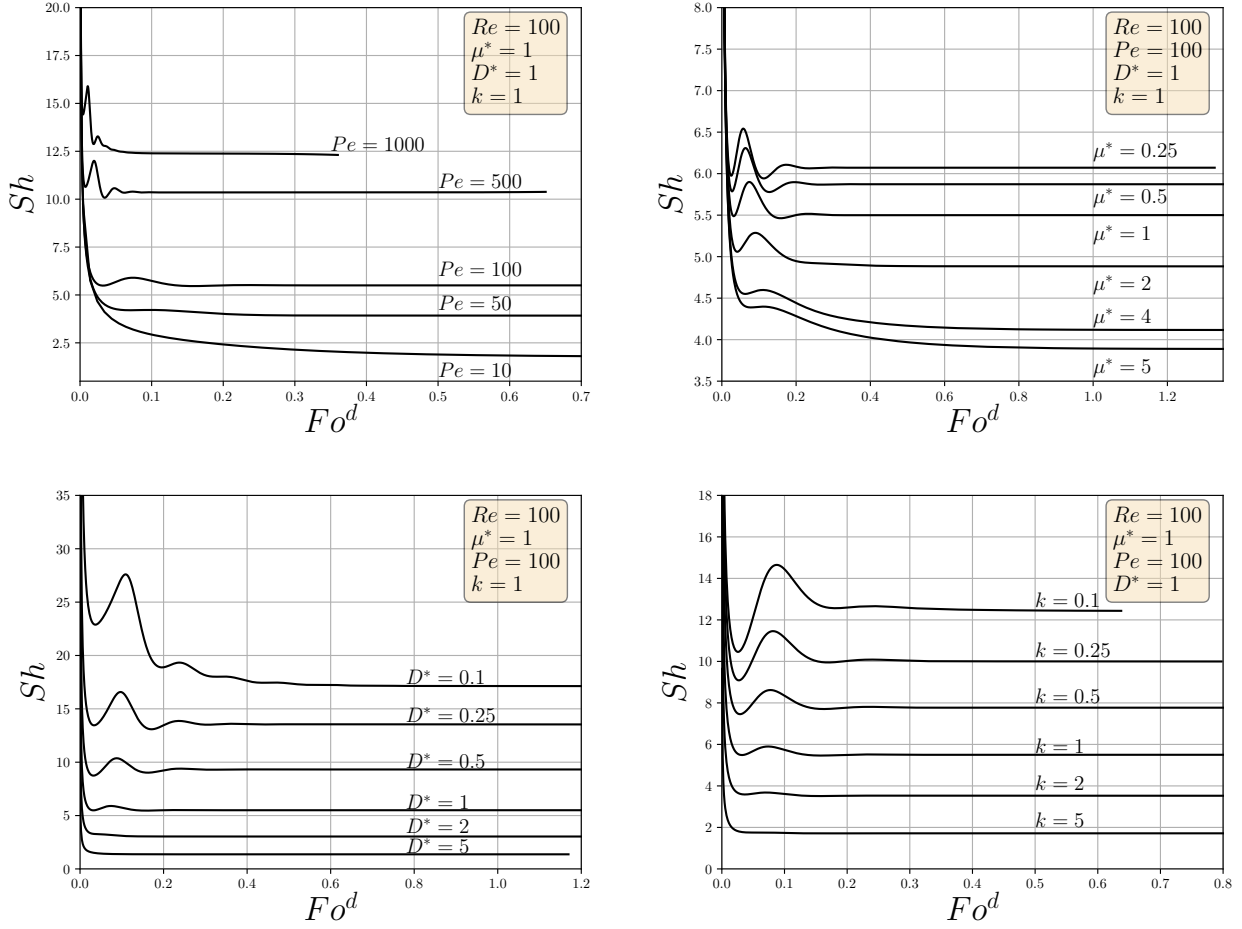 20.0
17.5
15.0
12.5
10.0
7.5
5.0
2.5
Sh
Re = 100
μ* = 1
D* = 1
k = 1
Pe = 1000
Pe = 500
Pe = 100
Pe = 50
Pe = 10
0.0 0.1 0.2 0.3 0.4 0.5 0.6 0.7
Fo^d
8.0
7.5
7.0
6.5
6.0
5.5
5.0
4.5
4.0
3.5
Sh
Re = 100
Pe = 100
D* = 1
k = 1
μ* = 0.25
μ* = 0.5
μ* = 1
μ* = 2
μ* = 4
μ* = 5
0.0 0.2 0.4 0.6 0.8 1.0 1.2
Fo^d
35
30
25
20
15
10
5
0
Sh
Re = 100
μ* = 1
Pe = 100
k = 1
D* = 0.1
D* = 0.25
D* = 0.5
D* = 1
D* = 2
D* = 5
0.0 0.2 0.4 0.6 0.8 1.0 1.2
Fo^d
18
16
14
12
10
8
6
4
2
0
Sh
Re = 100
μ* = 1
Pe = 100
D* = 1
k = 0.1
k = 0.25
k = 0.5
k = 1
k = 2
k = 5
0.0 0.1 0.2 0.3 0.4 0.5 0.6 0.7 0.8
Fo^d